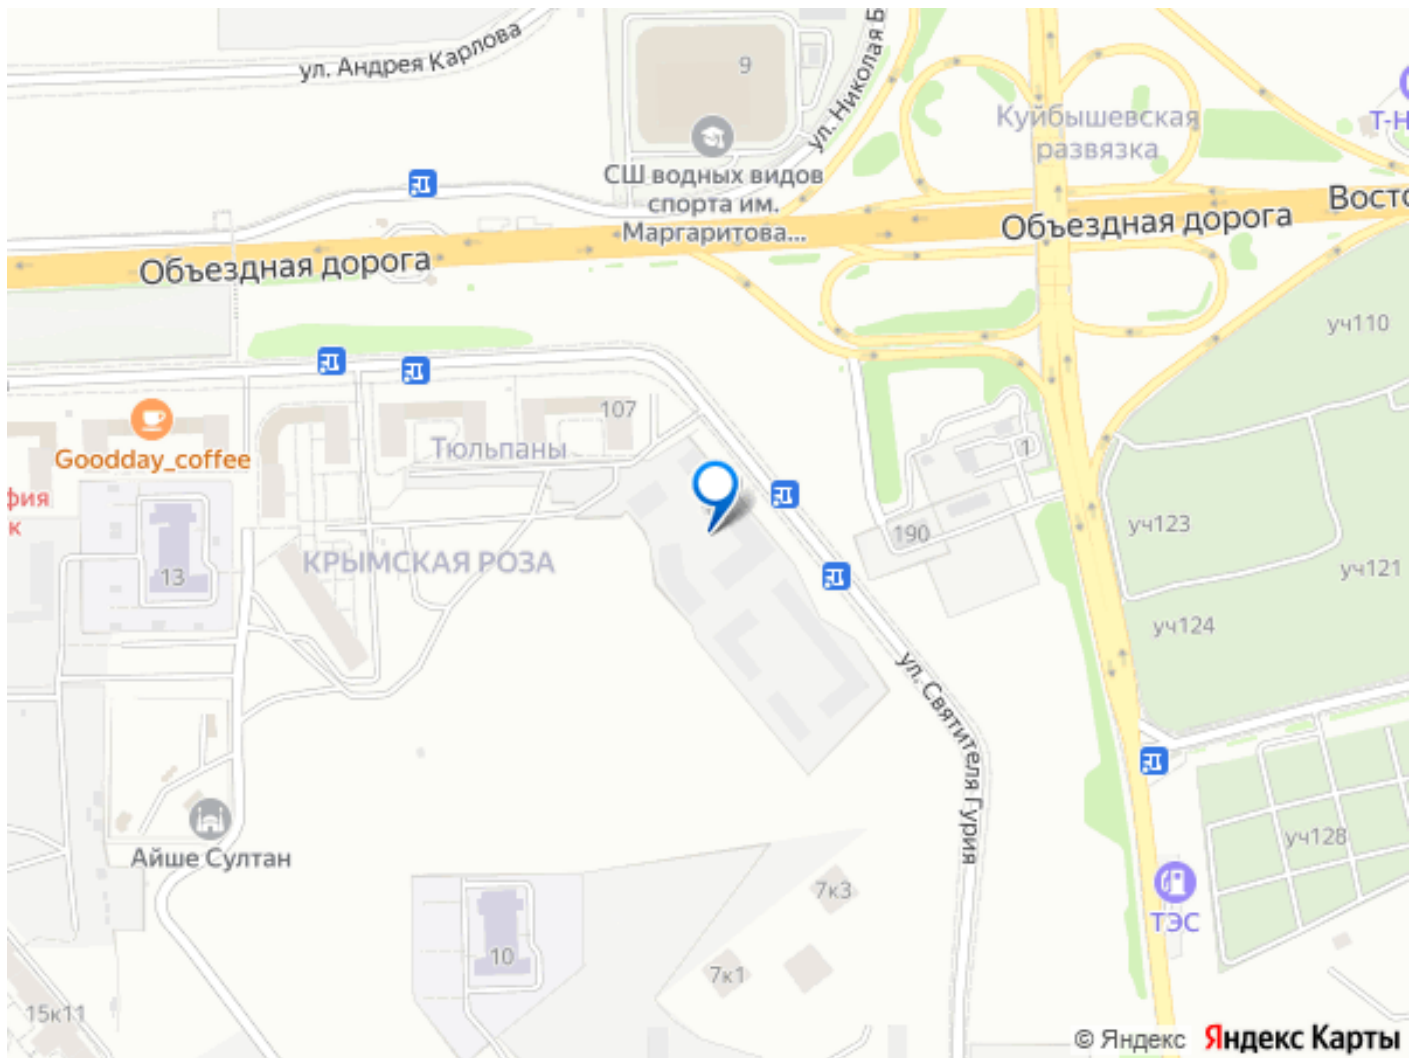 ул. Андрея Карлова
9
ул. Николая Б
Куйбышевская
развязка
Т-Н
СШ водных видов
спорта им.
Маргаритова...
Восто
Объездная дорога
Объездная дорога
уч110
107
Тюльпаны
Goodday_coffee
фия
к
1
190
уч123
КРЫМСКАЯ РОЗА
13
уч121
уч124
ул. Святителя Гурия
Айше Султан
уч128
7к3
ТЭС
10
7к1
15к11
© Яндекс Яндекс Карты